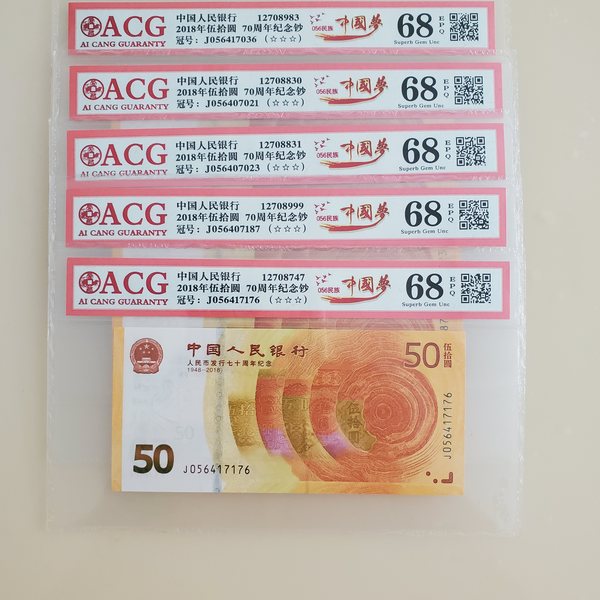 ACG
AI CANG GUARANTY
中国人民银行 12708983
2018年伍拾圆 70周年纪念钞
冠号: J056417036 (☆☆☆)
056民族
中國夢
68
EPQ
Superb Gem Unc
ACG
AI CANG GUARANTY
中国人民银行 12708830
2018年伍拾圆 70周年纪念钞
冠号: J056407021 (☆☆☆)
056民族
中國夢
68
EPQ
Superb Gem Unc
ACG
AI CANG GUARANTY
中国人民银行 12708831
2018年伍拾圆 70周年纪念钞
冠号: J056407023 (☆☆☆)
056民族
中國夢
68
EPQ
Superb Gem Unc
ACG
AI CANG GUARANTY
中国人民银行 12708999
2018年伍拾圆 70周年纪念钞
冠号: J056407187 (☆☆☆)
056民族
中國夢
68
EPQ
Superb Gem Unc
ACG
AI CANG GUARANTY
中国人民银行 12708747
2018年伍拾圆 70周年纪念钞
冠号: J056417176 (☆☆☆)
056民族
中國夢
68
EPQ
Superb Gem Unc
中国人民银行
人民币发行七十周年纪念
1948-2018
50 伍拾圆
伍拾圆
J056417176
50 J056417176